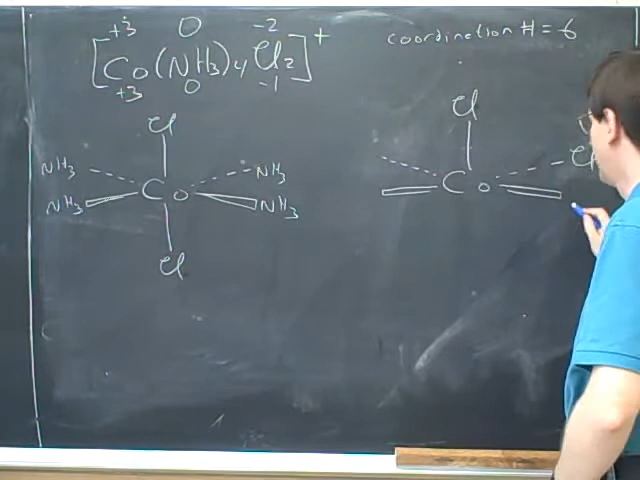 +3 0 -2
[Co(NH3)4Cl2]+
+3 0 -1
coordination # = 6
Cl
NH3 NH3
Co
NH3 NH3
Cl
Cl
Cl
Co